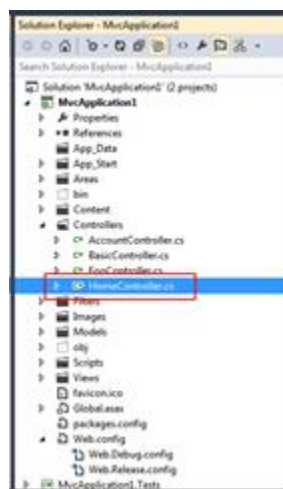 Solution Explorer - MvcApplication1
Search Solution Explorer - MvcApplication1
Solution 'MvcApplication1' (2 projects)
MvcApplication1
Properties
References
App_Data
App_Start
Areas
bin
Content
Controllers
AccountController.cs
BasicController.cs
FooController.cs
HomeController.cs
Filters
Images
Models
obj
Scripts
Views
favicon.ico
Global.asax
packages.config
Web.config
Web.Debug.config
Web.Release.config
MvcApplication1.Tests